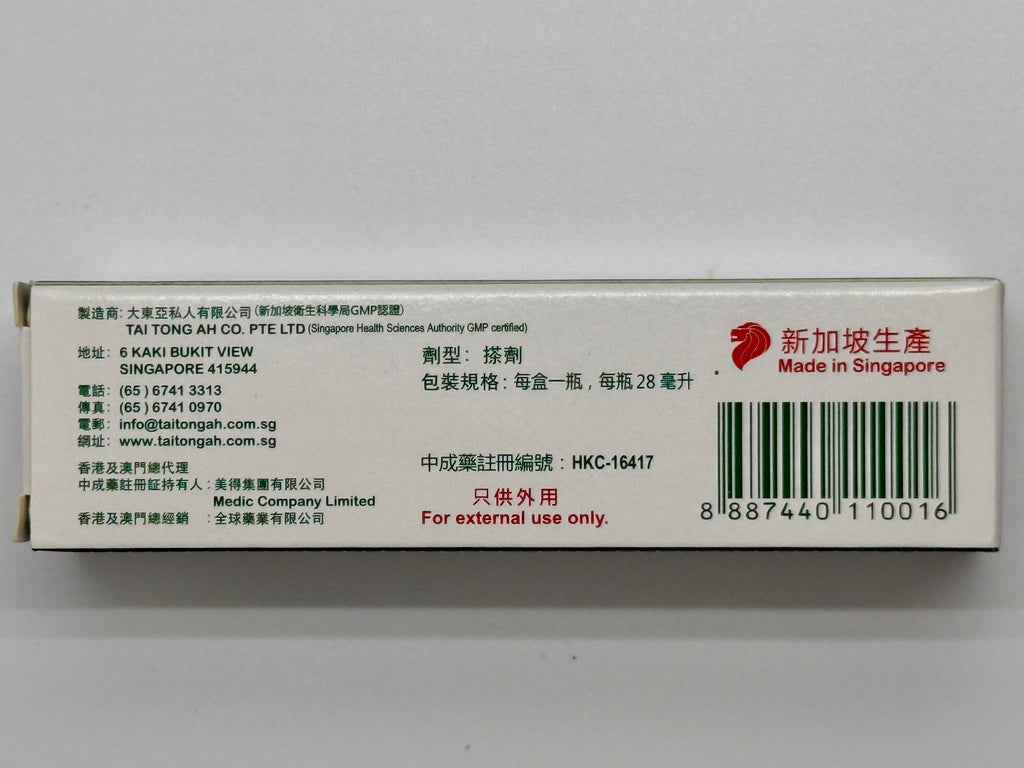 製造商: 大東亞私人有限公司 (新加坡衛生科學局GMP認證)
TAI TONG AH CO. PTE LTD (Singapore Health Sciences Authority GMP certified)
地址: 6 KAKI BUKIT VIEW
SINGAPORE 415944
電話: (65) 6741 3313
傳真: (65) 6741 0970
電郵: info@taitongah.com.sg
網址: www.taitongah.com.sg
香港及澳門總代理
中成藥註冊証持有人: 美得集團有限公司
Medic Company Limited
香港及澳門總經銷 : 全球藥業有限公司
劑型: 搽劑
包裝規格: 每盒一瓶, 每瓶28毫升
中成藥註冊編號: HKC-16417
只供外用
For external use only.
新加坡生產
Made in Singapore
8 887440 110016